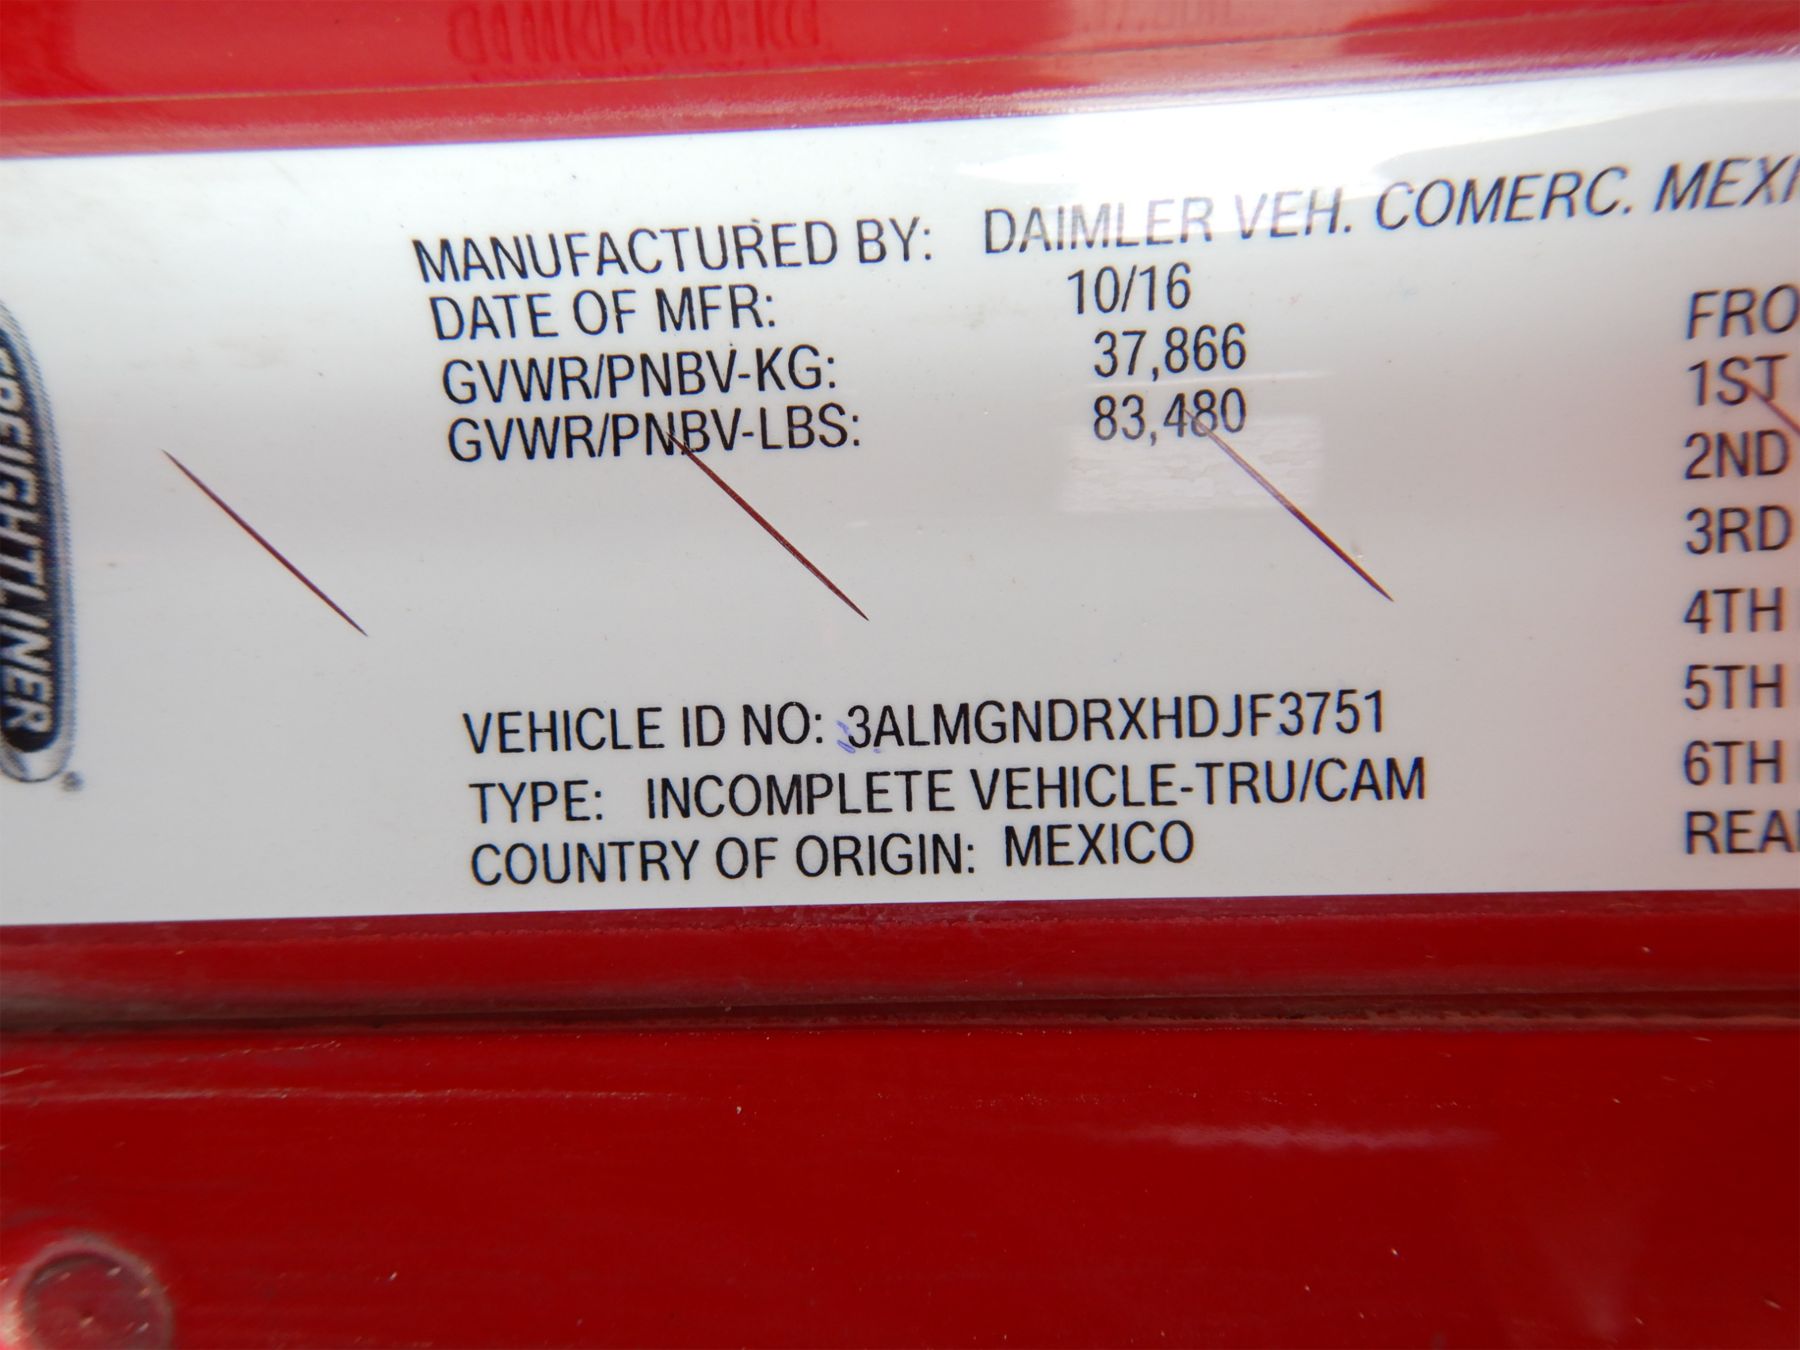 MANUFACTURED BY: DAIMLER VEH. COMERC. MEXI
DATE OF MFR: 10/16
GVWR/PNBV-KG: 37,866
GVWR/PNBV-LBS: 83,480
VEHICLE ID NO: 3ALMGNDRXHDJF3751
TYPE: INCOMPLETE VEHICLE-TRU/CAM
COUNTRY OF ORIGIN: MEXICO
FREIGHTLINER
FRO
1ST
2ND
3RD
4TH
5TH
6TH
REA